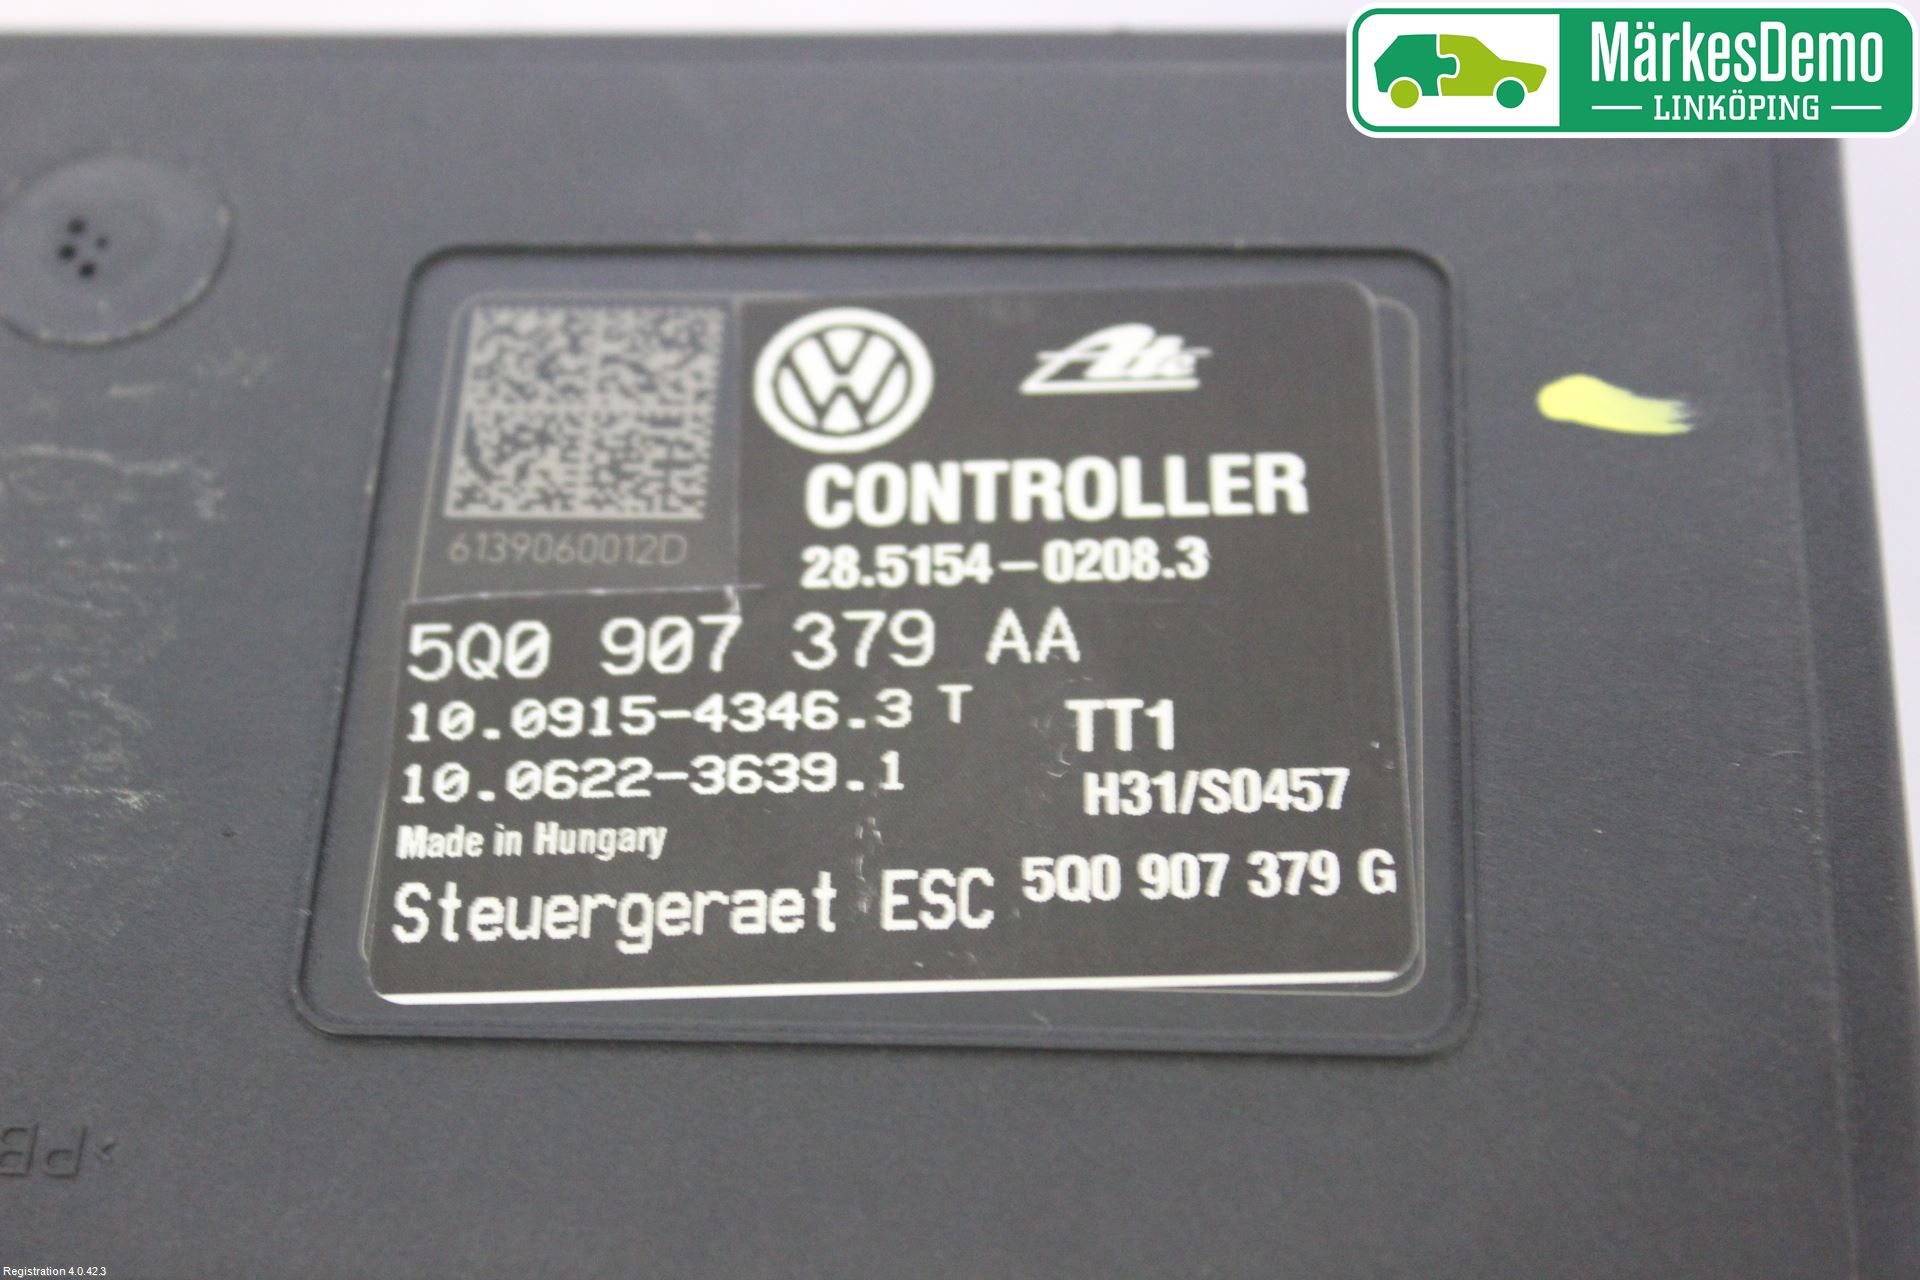 MärkesDemo
LINKÖPING
Ate
CONTROLLER
28.5154-0208.3
6139060012D
5Q0 907 379 AA
10.0915-4346.3 T
TT1
10.0622-3639.1
H31/S0457
Made in Hungary
Steuergeraet ESC 5Q0 907 379 G
Registration 4.0.42.3